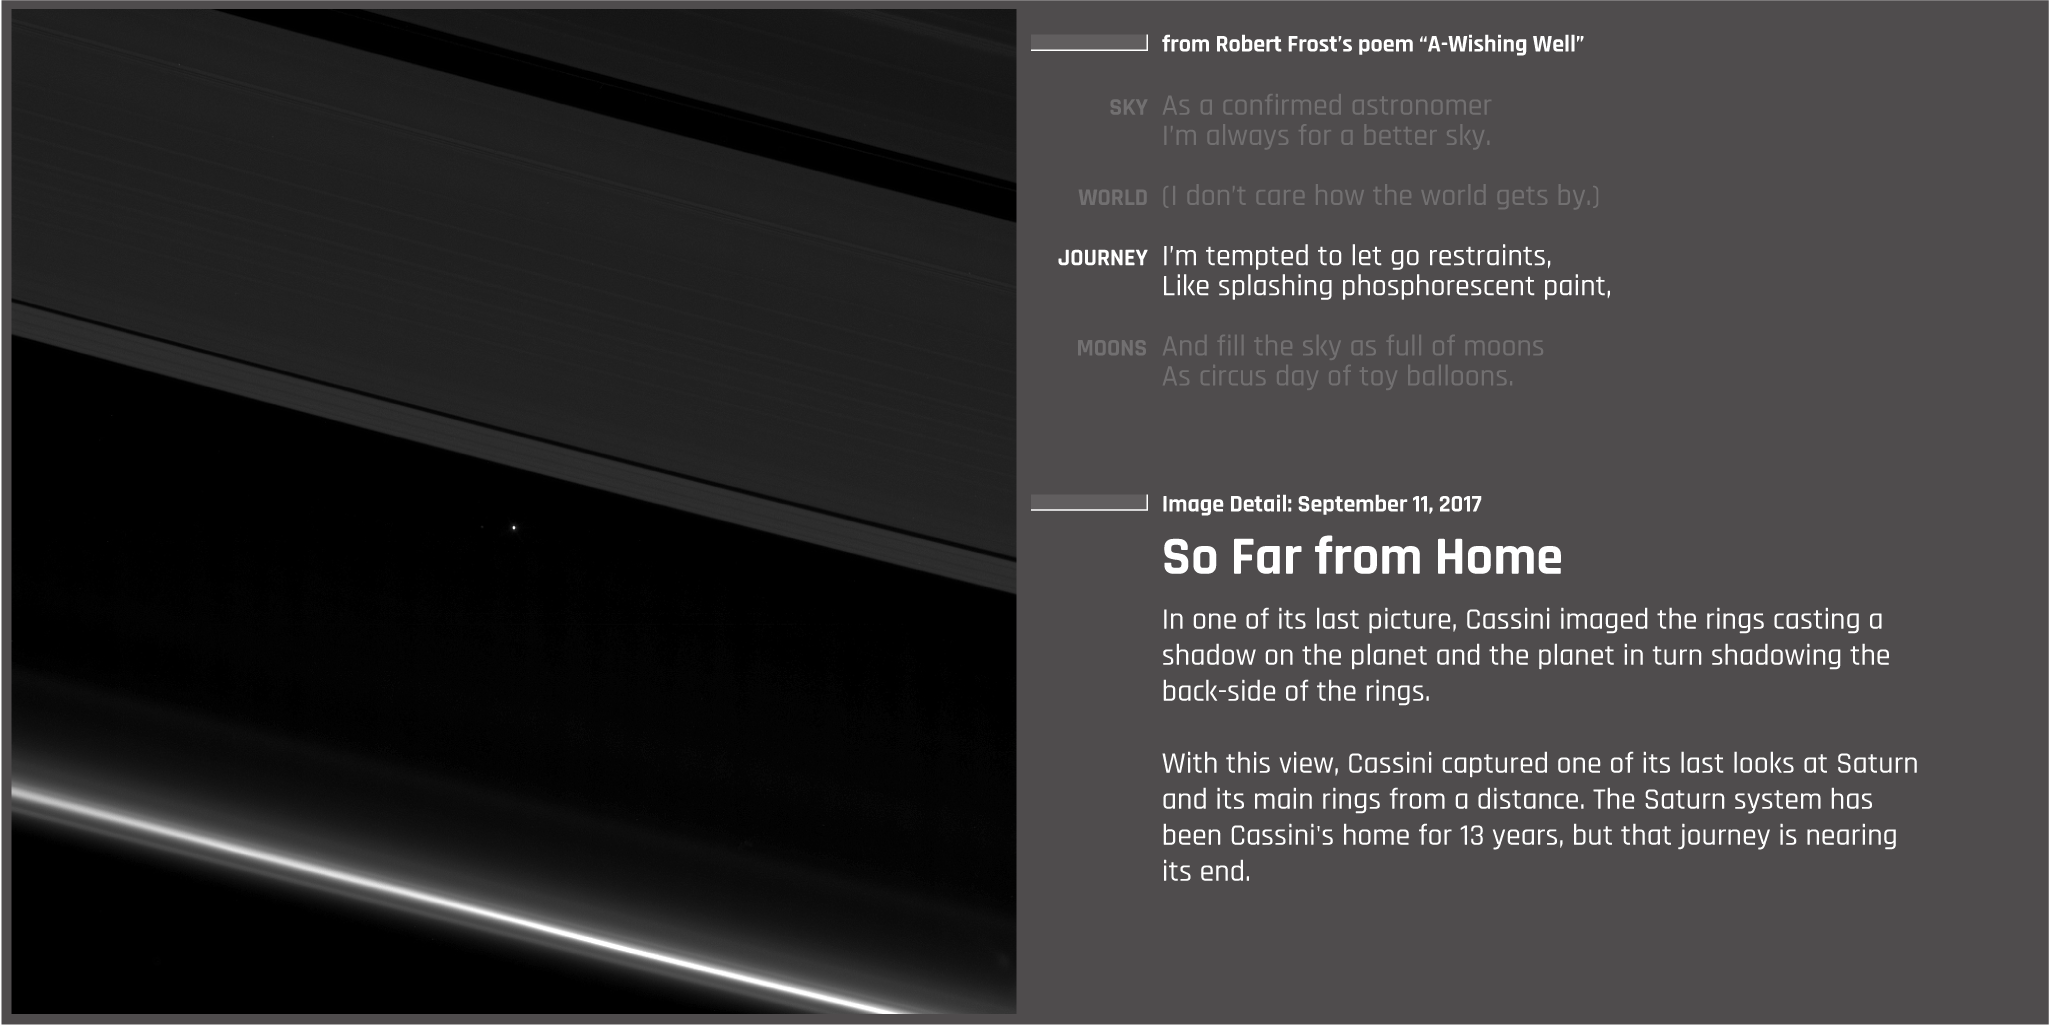 from Robert Frost’s poem “A-Wishing Well”
SKY As a confirmed astronomer
I’m always for a better sky.
WORLD (I don’t care how the world gets by.)
JOURNEY I’m tempted to let go restraints,
Like splashing phosphorescent paint,
MOONS And fill the sky as full of moons
As circus day of toy balloons.
Image Detail: September 11, 2017
So Far from Home
In one of its last picture, Cassini imaged the rings casting a
shadow on the planet and the planet in turn shadowing the
back-side of the rings.
With this view, Cassini captured one of its last looks at Saturn
and its main rings from a distance. The Saturn system has
been Cassini's home for 13 years, but that journey is nearing
its end.